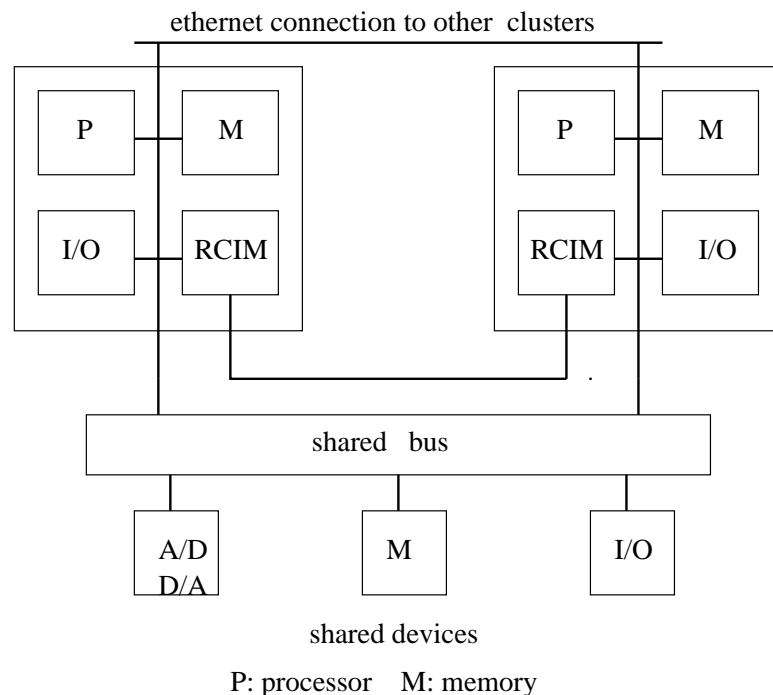 ethernet connection to other clusters
P M
P M
I/O RCIM
RCIM I/O
shared bus
A/D
D/A
M
I/O
shared devices
P: processor M: memory